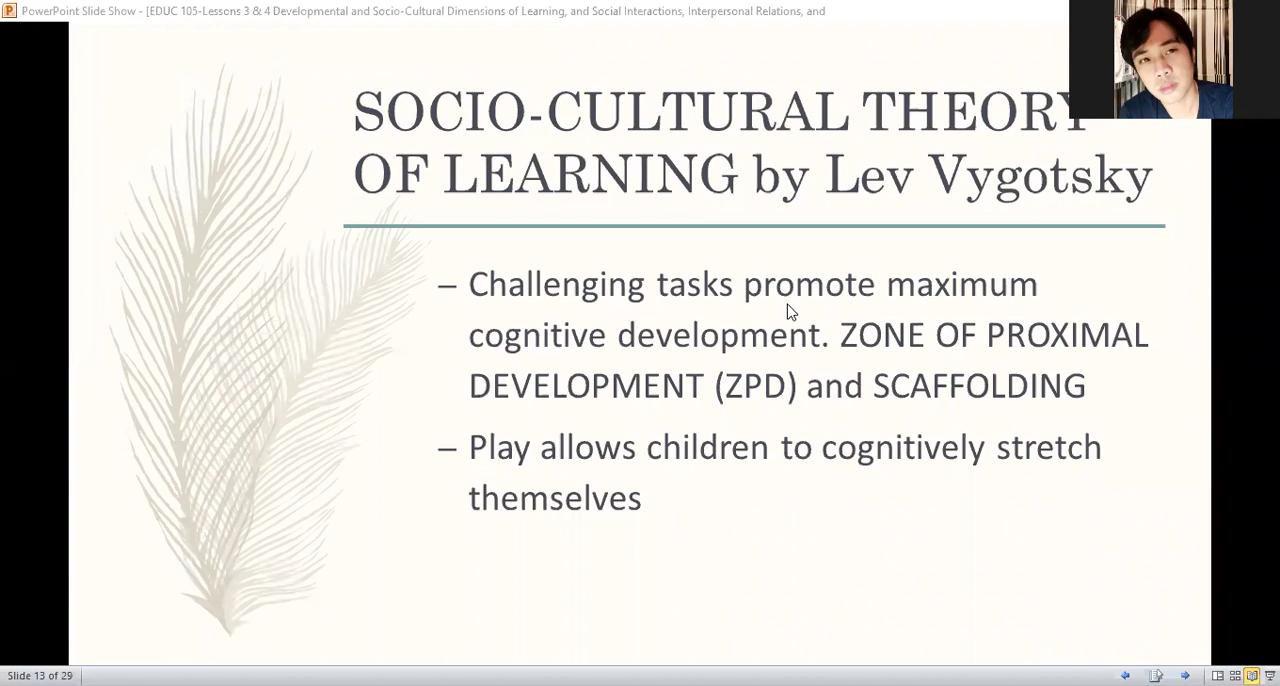 PowerPoint Slide Show - [EDUC 105-Lessons 3 & 4 Developmental and Socio-Cultural Dimensions of Learning, and Social Interactions, Interpersonal Relations, and
SOCIO-CULTURAL THEORY
OF LEARNING by Lev Vygotsky
– Challenging tasks promote maximum
cognitive development. ZONE OF PROXIMAL
DEVELOPMENT (ZPD) and SCAFFOLDING
– Play allows children to cognitively stretch
themselves
Slide 13 of 29